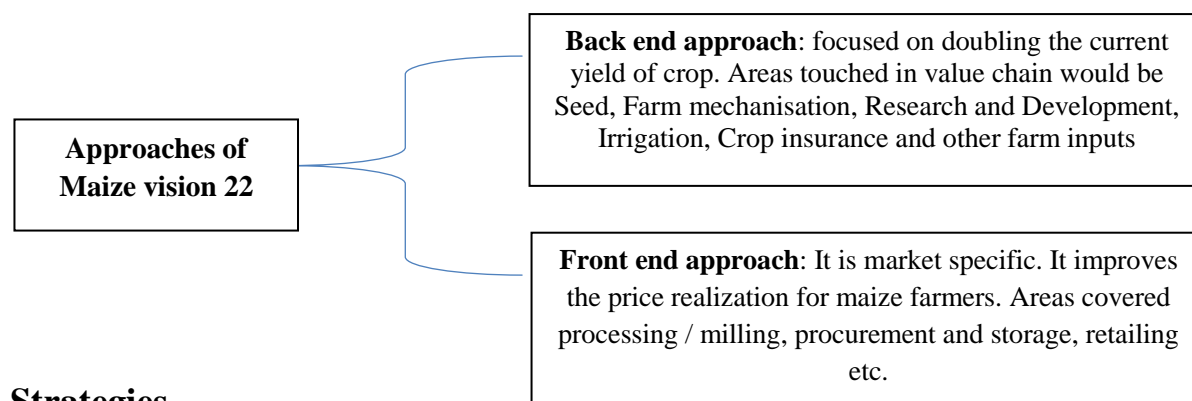 Approaches of
Maize vision 22
Back end approach: focused on doubling the current
yield of crop. Areas touched in value chain would be
Seed, Farm mechanisation, Research and Development,
Irrigation, Crop insurance and other farm inputs
Front end approach: It is market specific. It improves
the price realization for maize farmers. Areas covered
processing / milling, procurement and storage, retailing
etc.
Strategies